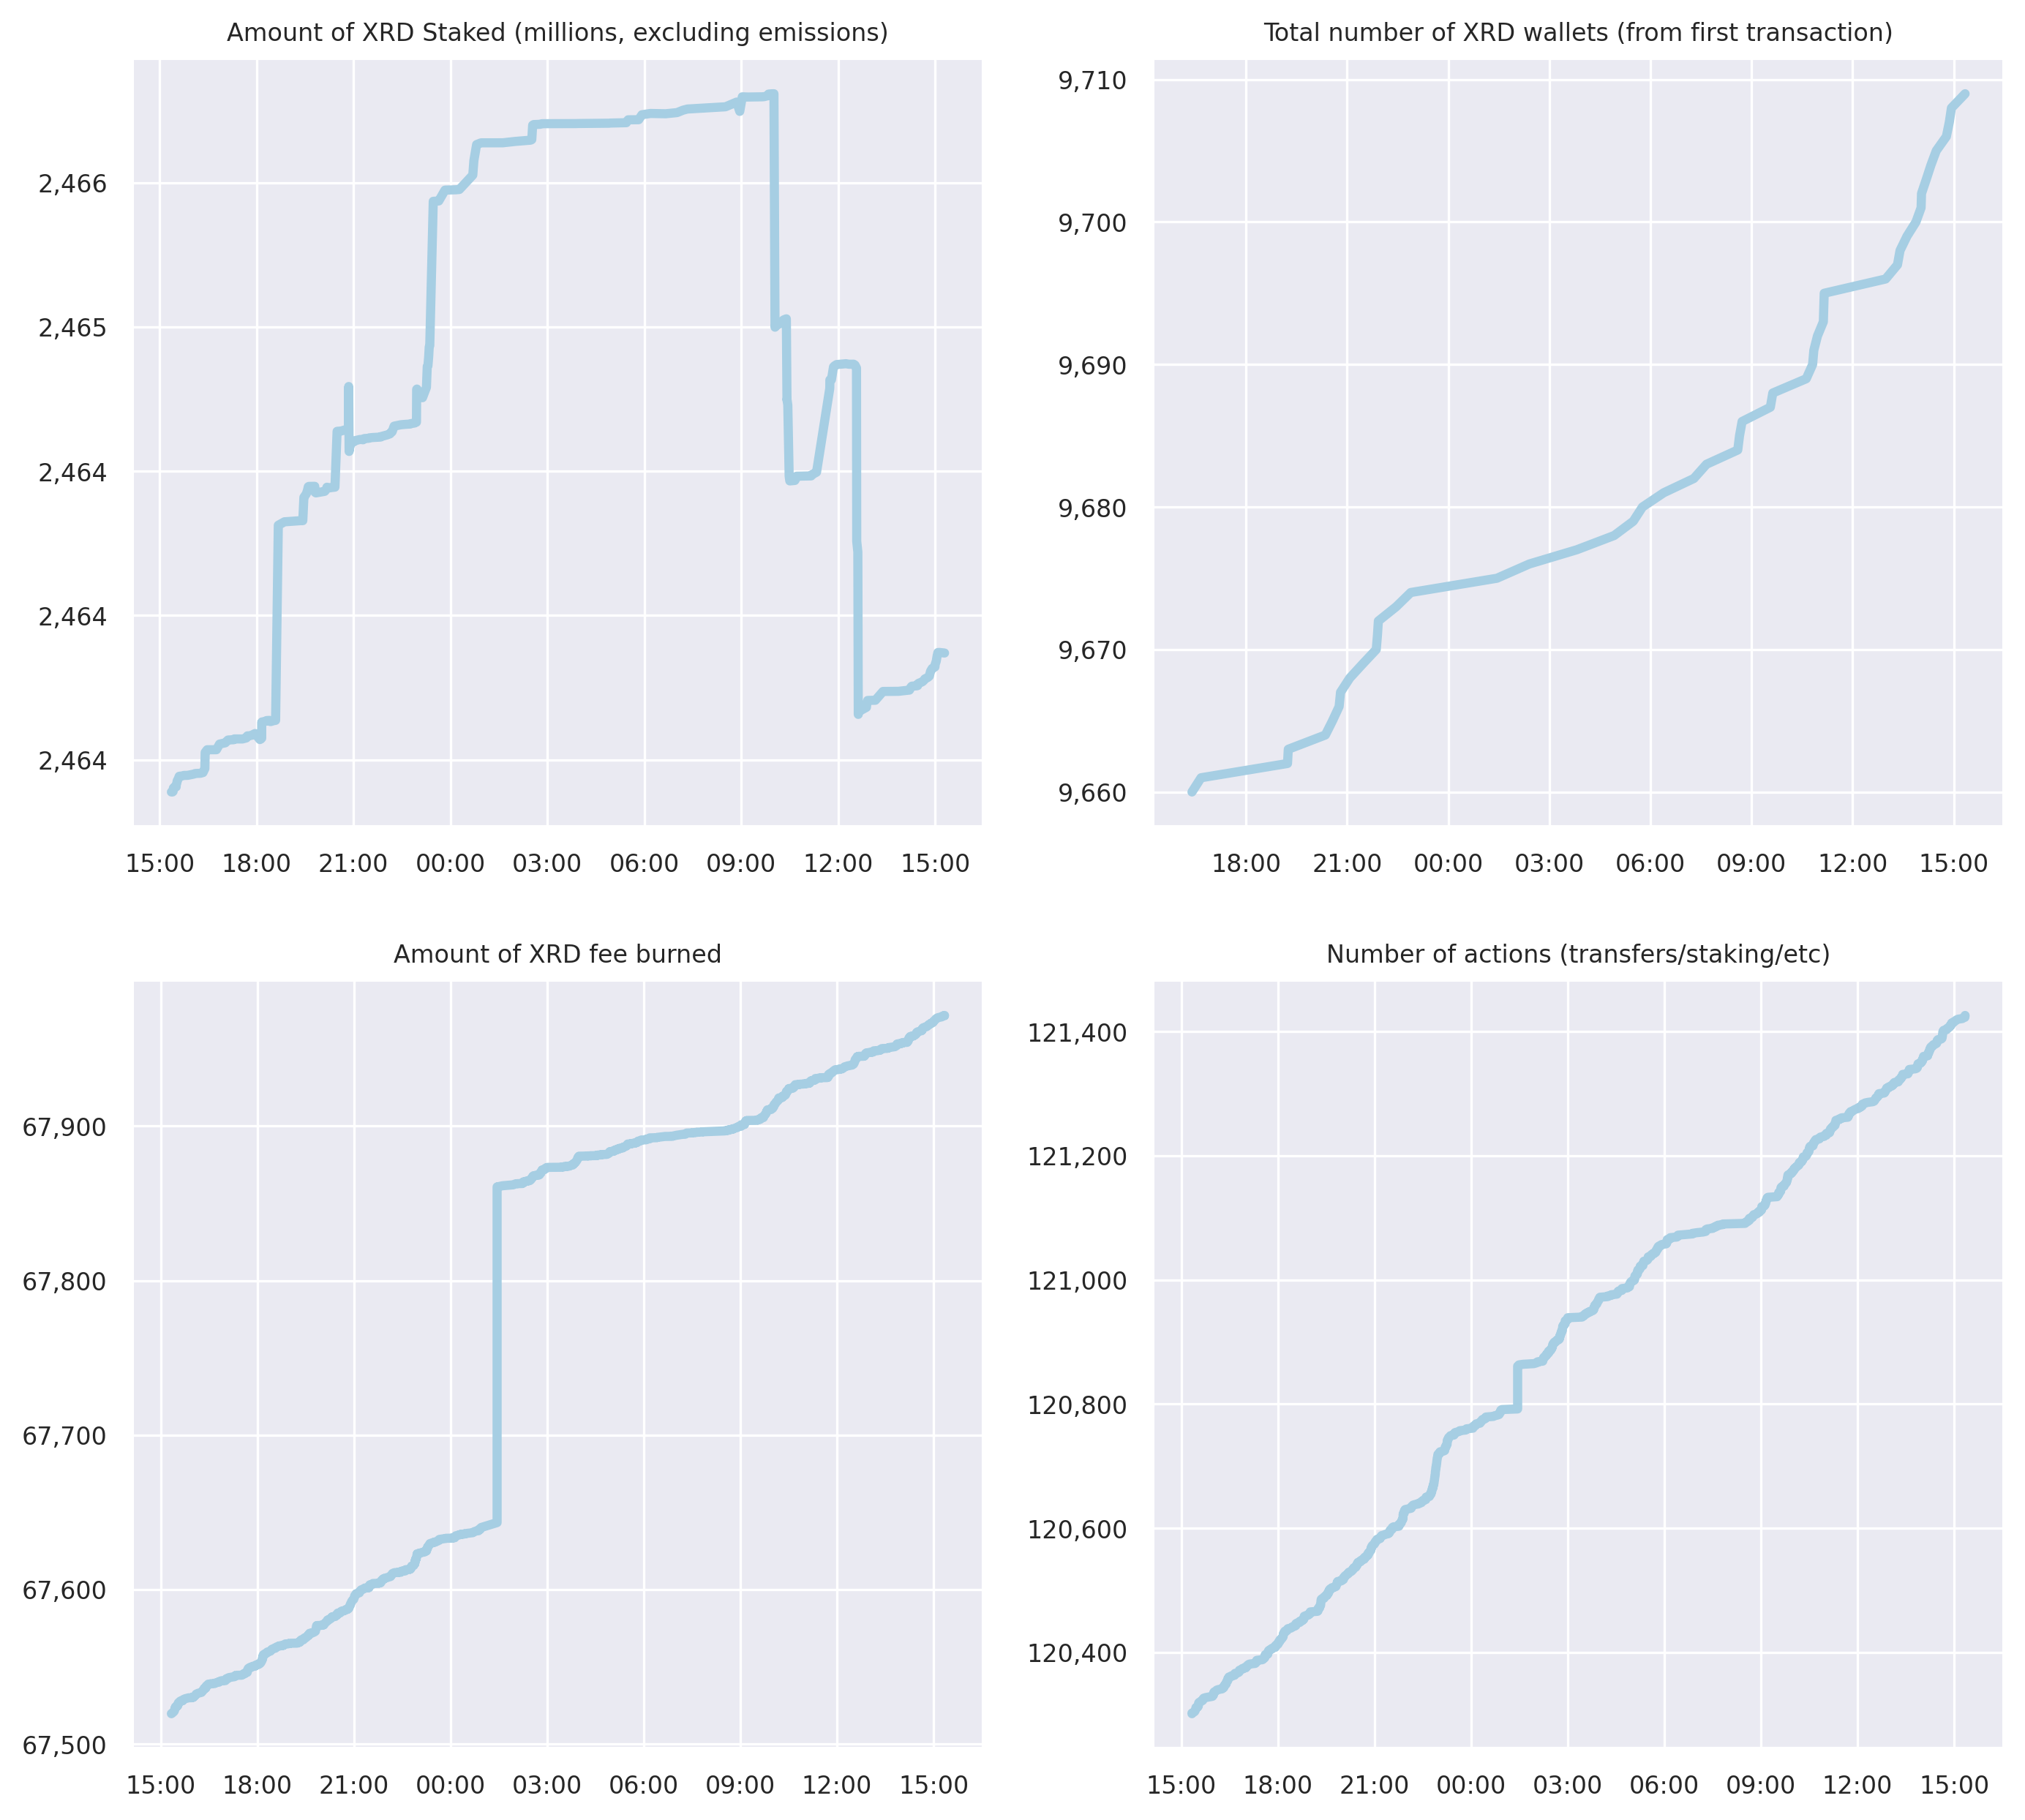 Amount of XRD Staked (millions, excluding emissions)
2,466
2,465
2,464
2,464
2,464
15:00 18:00 21:00 00:00 03:00 06:00 09:00 12:00 15:00
Total number of XRD wallets (from first transaction)
9,710
9,700
9,690
9,680
9,670
9,660
18:00 21:00 00:00 03:00 06:00 09:00 12:00 15:00
Amount of XRD fee burned
67,900
67,800
67,700
67,600
67,500
15:00 18:00 21:00 00:00 03:00 06:00 09:00 12:00 15:00
Number of actions (transfers/staking/etc)
121,400
121,200
121,000
120,800
120,600
120,400
15:00 18:00 21:00 00:00 03:00 06:00 09:00 12:00 15:00